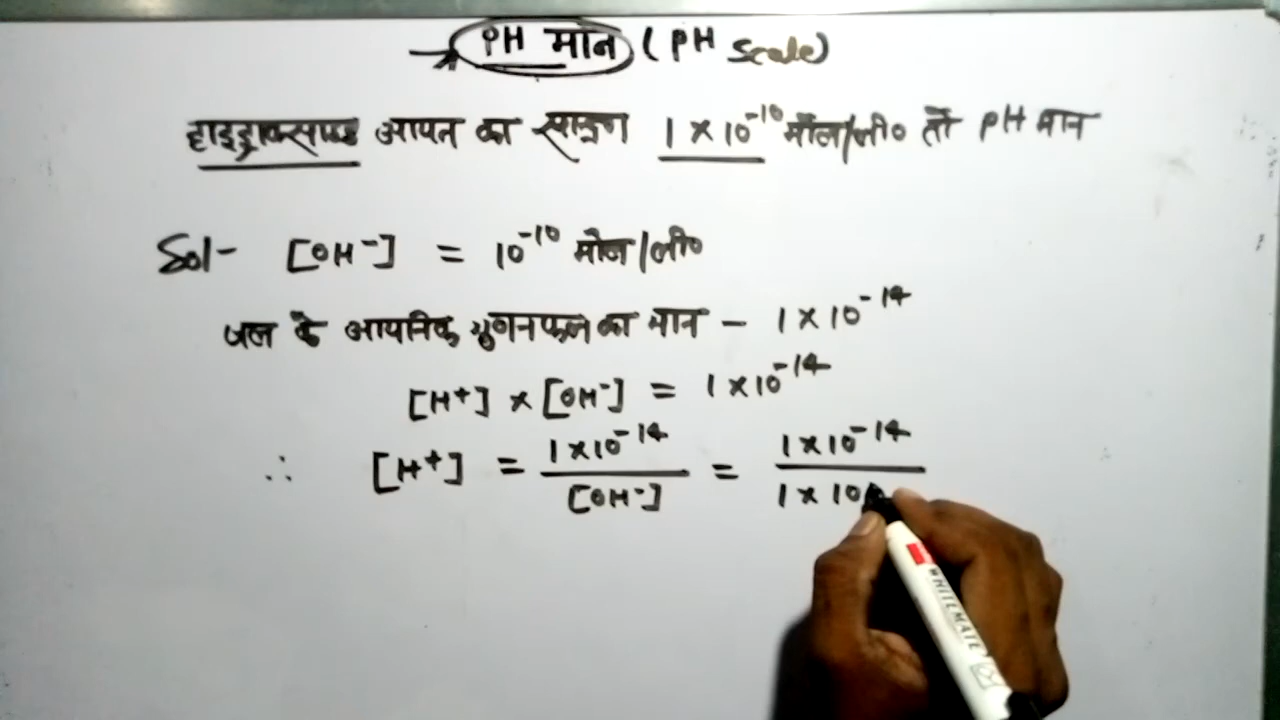 → PH मान (PH Scale)
हाइड्राक्साइड आयन का सान्द्रण 1 × 10⁻¹⁰ मोल/ली० तो PH मान
Sol- [OH⁻] = 10⁻¹⁰ मोल/ली०
जल के आयनिक गुणनफल का मान – 1 × 10⁻¹⁴
[H⁺] × [OH⁻] = 1 × 10⁻¹⁴
∴ [H⁺] = 1 × 10⁻¹⁴ / [OH⁻] = 1 × 10⁻¹⁴ / 1 × 10
WHITEMATE